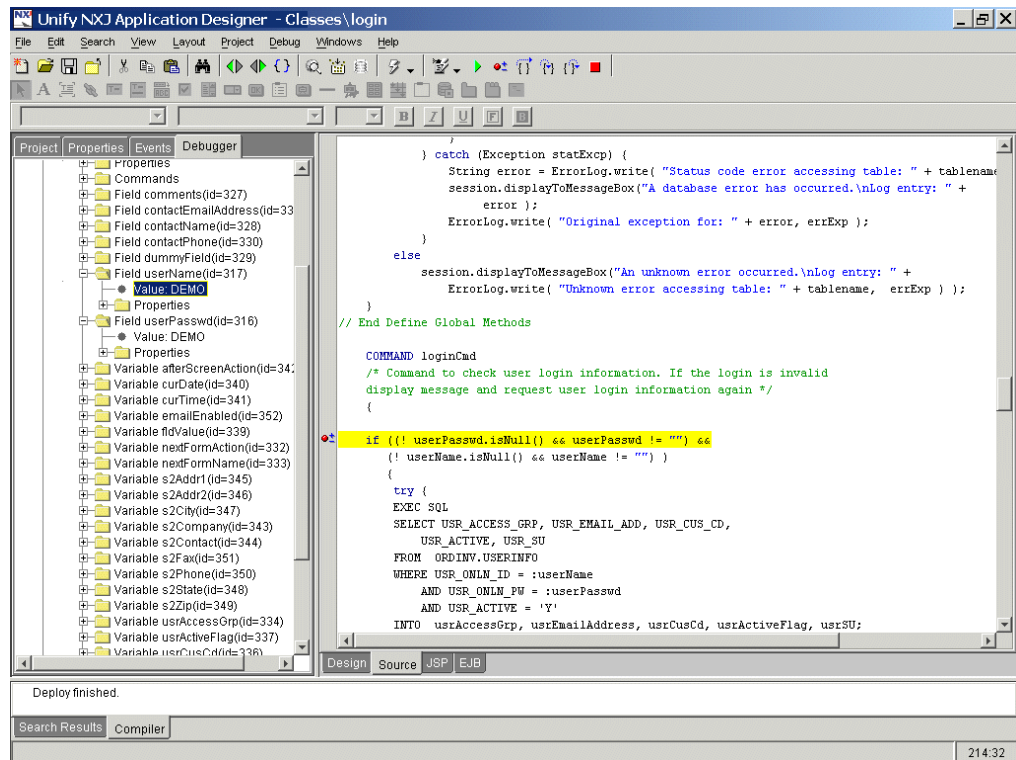 Unify NXJ Application Designer - Classes\login
File Edit Search View Layout Project Debug Windows Help
Project Properties Events Debugger
Properties
Commands
Field comments(id=327)
Field contactEmailAddress(id=33
Field contactName(id=328)
Field contactPhone(id=330)
Field dummyField(id=329)
Field userName(id=317)
Value: DEMO
Properties
Field userPasswd(id=316)
Value: DEMO
Properties
Variable afterScreenAction(id=342
Variable curDate(id=340)
Variable curTime(id=341)
Variable emailEnabled(id=352)
Variable fldValue(id=339)
Variable nextFormAction(id=332)
Variable nextFormName(id=333)
Variable s2Addr1(id=345)
Variable s2Addr2(id=346)
Variable s2City(id=347)
Variable s2Company(id=343)
Variable s2Contact(id=344)
Variable s2Fax(id=351)
Variable s2Phone(id=350)
Variable s2State(id=348)
Variable s2Zip(id=349)
Variable usrAccessGrp(id=334)
Variable usrActiveFlag(id=337)
Variable usrCusCd(id=336)
}
} catch (Exception statExcp) {
String error = ErrorLog.write( "Status code error accessing table: " + tablename
session.displayToMessageBox("A database error has occurred.\nLog entry: " +
error );
ErrorLog.write( "Original exception for: " + error, errExp );
}
else
session.displayToMessageBox("An unknown error occurred.\nLog entry: " +
ErrorLog.write( "Unknown error accessing table: " + tablename, errExp ) );
}
// End Define Global Methods
COMMAND loginCmd
/* Command to check user login information. If the login is invalid
display message and request user login information again */
{
if ((! userPasswd.isNull() && userPasswd != "") &&
(! userName.isNull() && userName != "") )
{
try {
EXEC SQL
SELECT USR_ACCESS_GRP, USR_EMAIL_ADD, USR_CUS_CD,
USR_ACTIVE, USR_SU
FROM ORDINV.USERINFO
WHERE USR_ONLN_ID = :userName
AND USR_ONLN_PW = :userPasswd
AND USR_ACTIVE = 'Y'
INTO usrAccessGrp, usrEmailAddress, usrCusCd, usrActiveFlag, usrSU;
Design Source JSP EJB
Deploy finished.
Search Results Compiler
214:32